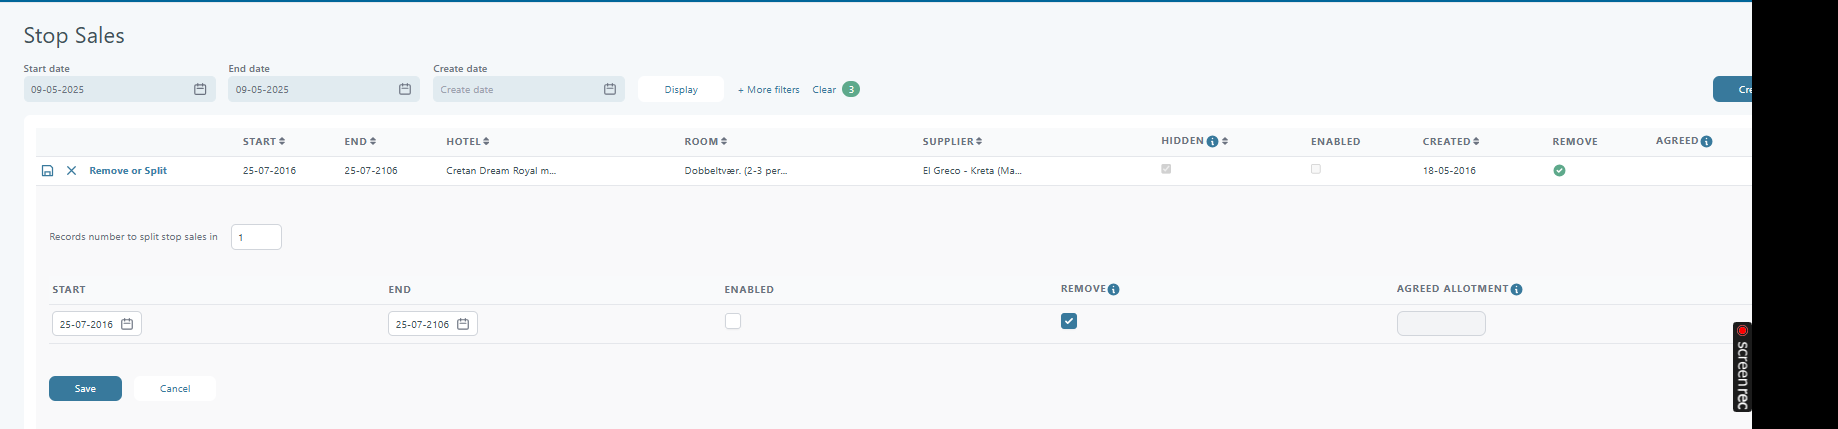 Stop Sales
Start date End date Create date
09-05-2025 09-05-2025 Create date Display + More filters Clear 3 Cre
START END HOTEL ROOM SUPPLIER HIDDEN ENABLED CREATED REMOVE AGREED
Remove or Split 25-07-2016 25-07-2106 Cretan Dream Royal m... Dobbeltvær. (2-3 per... El Greco - Kreta (Ma... 18-05-2016
Records number to split stop sales in 1
START END ENABLED REMOVE AGREED ALLOTMENT
25-07-2016 25-07-2106
Save Cancel
screenrec